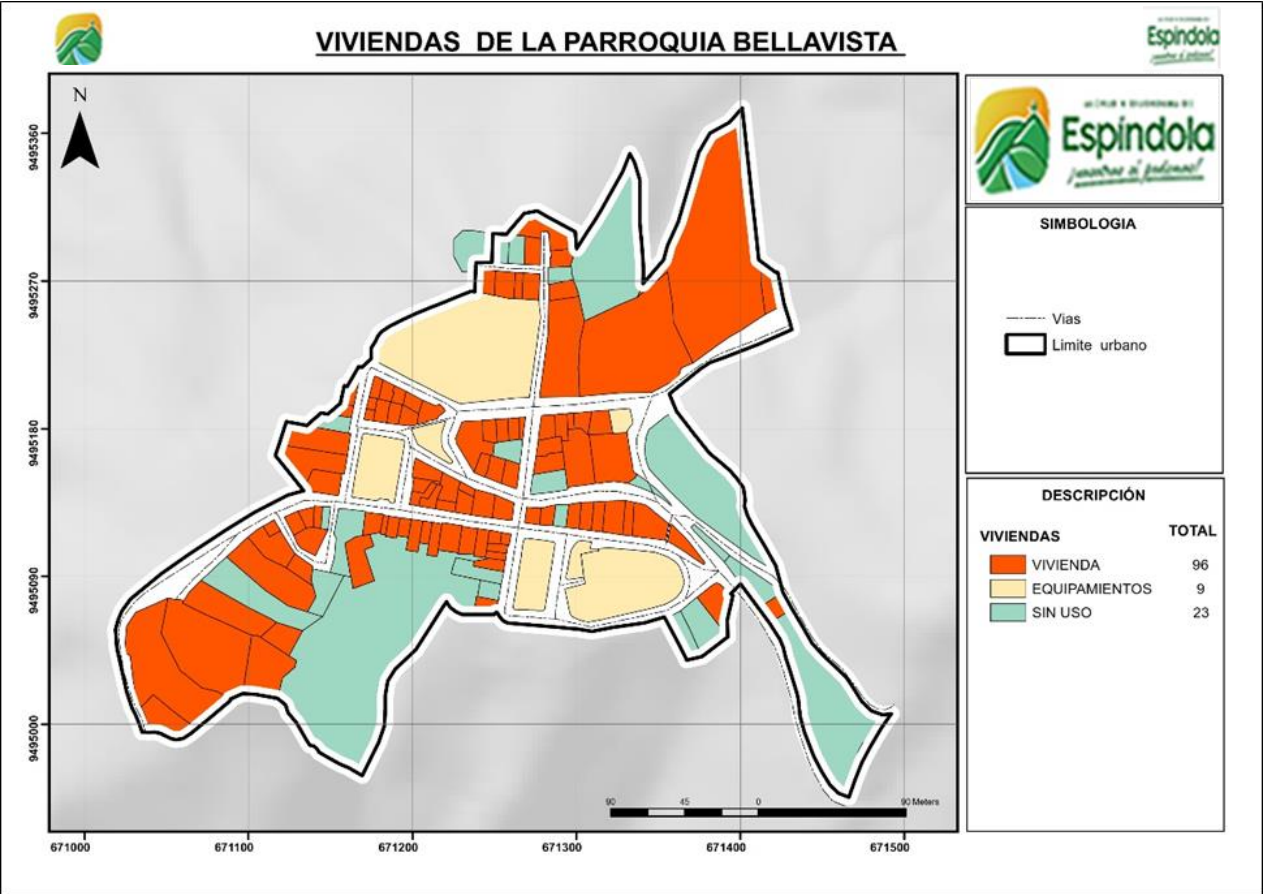 VIVIENDAS DE LA PARROQUIA BELLAVISTA
Espíndola
N
9495360
9495270
9495180
9495090
9495000
671000
671100
671200
671300
671400
671500
90
45
0
90 Meters
Espíndola
SIMBOLOGIA
Vias
Limite urbano
DESCRIPCIÓN
VIVIENDAS TOTAL
VIVIENDA 96
EQUIPAMIENTOS 9
SIN USO 23